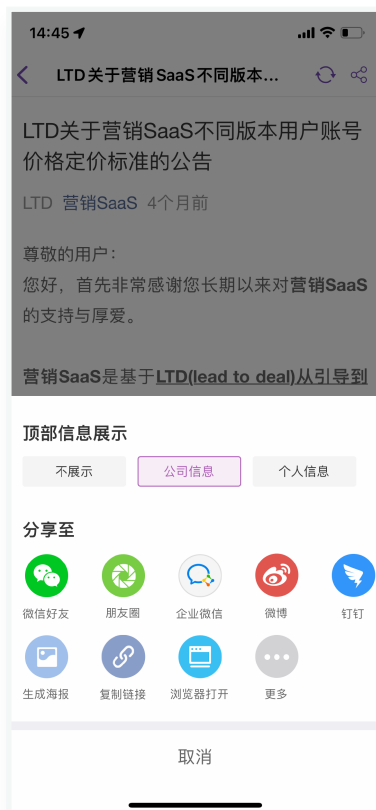 14:45
LTD关于营销SaaS不同版本...
LTD关于营销SaaS不同版本用户账号
价格定价标准的公告
LTD 营销SaaS 4个月前
尊敬的用户：
您好，首先非常感谢您长期以来对营销SaaS
的支持与厚爱。
营销SaaS是基于LTD(lead to deal)从引导到
顶部信息展示
不展示 公司信息 个人信息
分享至
微信好友 朋友圈 企业微信 微博 钉钉
生成海报 复制链接 浏览器打开 更多
取消